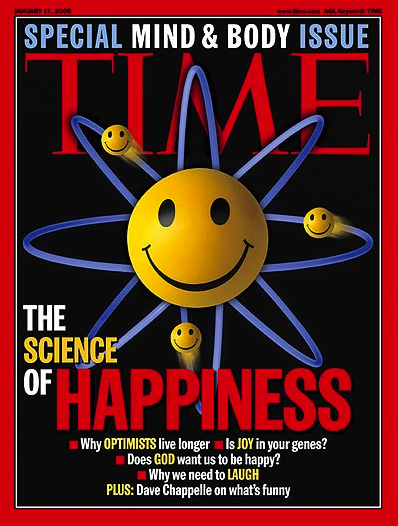 JANUARY 17, 2005 www.time.com AOL Keyword: TIME
SPECIAL MIND & BODY ISSUE
TIME
THE
SCIENCE
OF HAPPINESS
■ Why OPTIMISTS live longer ■ Is JOY in your genes?
■ Does GOD want us to be happy?
■ Why we need to LAUGH
PLUS: Dave Chappelle on what's funny